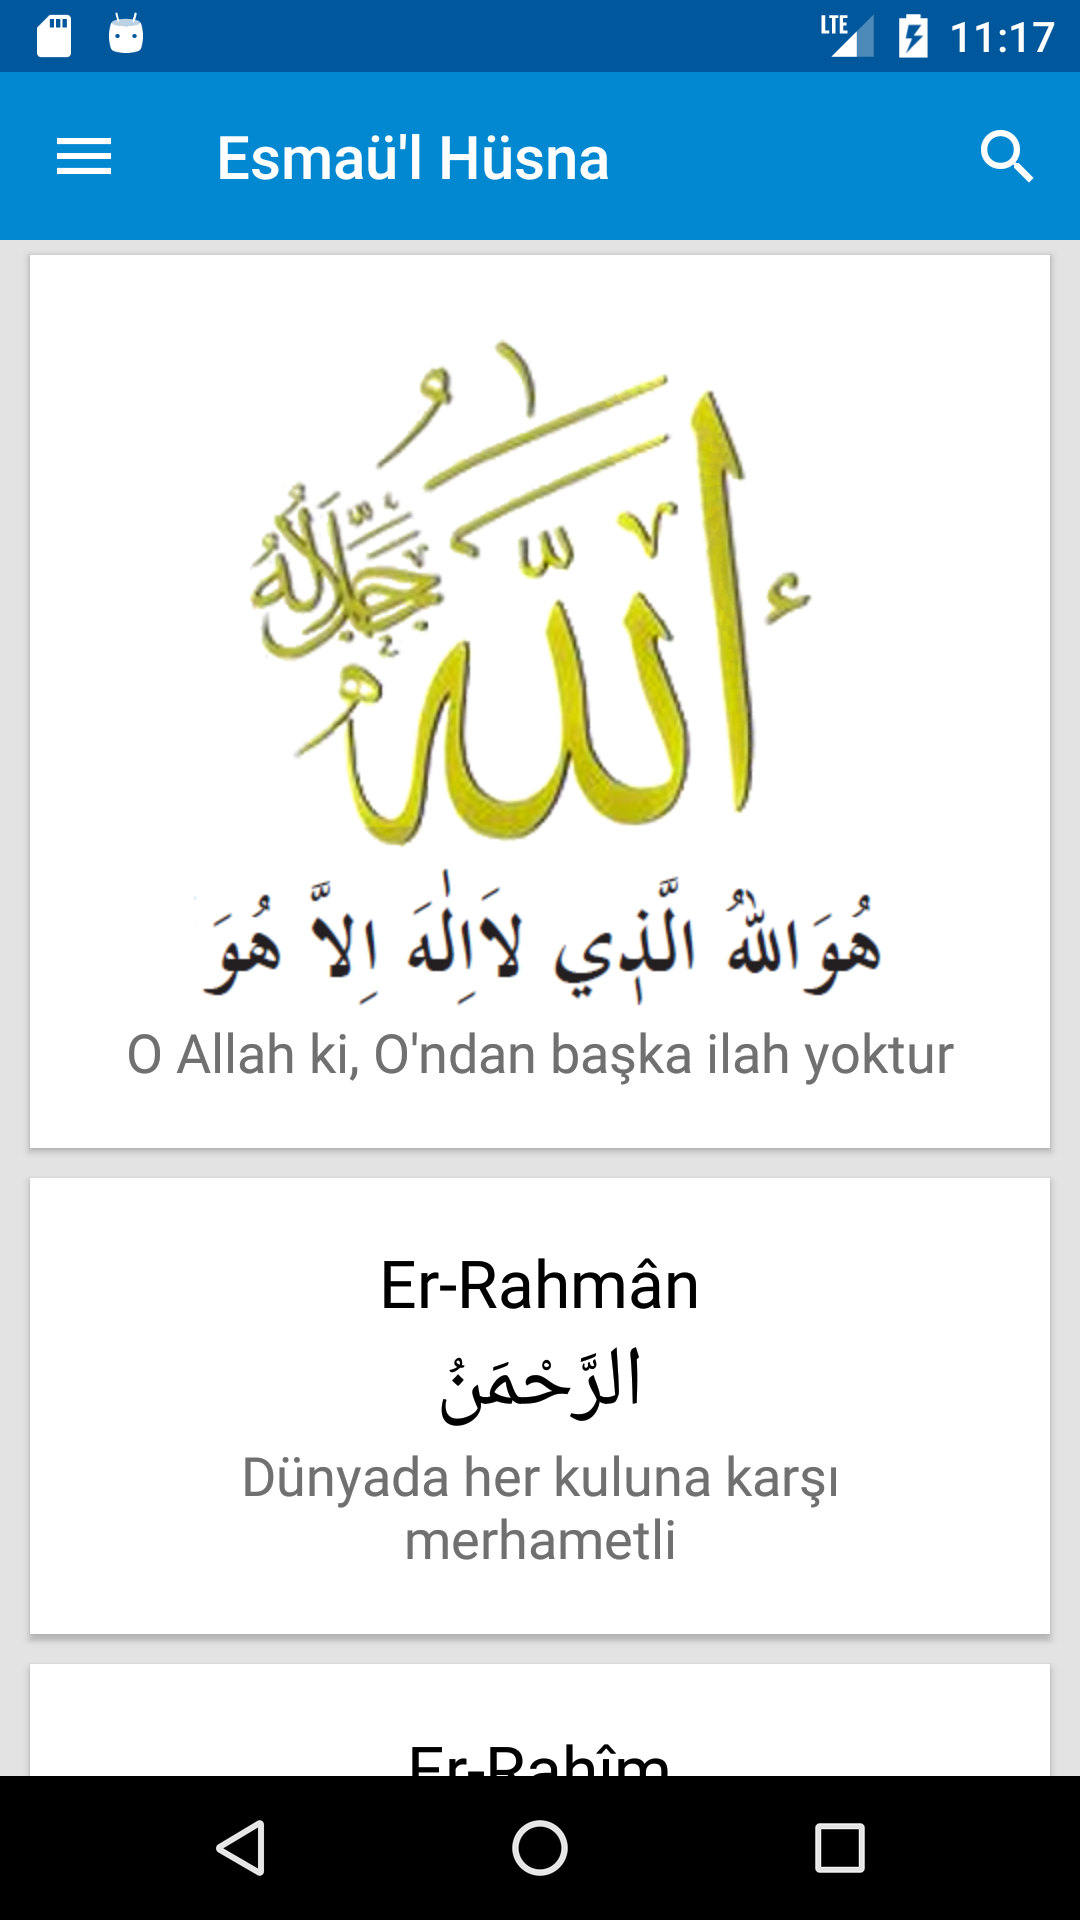 LTE 11:17
Esmaü'l Hüsna
الله
جل جلاله
هُوَ اللّٰهُ الَّذِي لَا اِلٰهَ اِلَّا هُوَ
O Allah ki, O'ndan başka ilah yoktur
Er-Rahmân
الرَّحْمَنُ
Dünyada her kuluna karşı
merhametli
Er-Rahîm